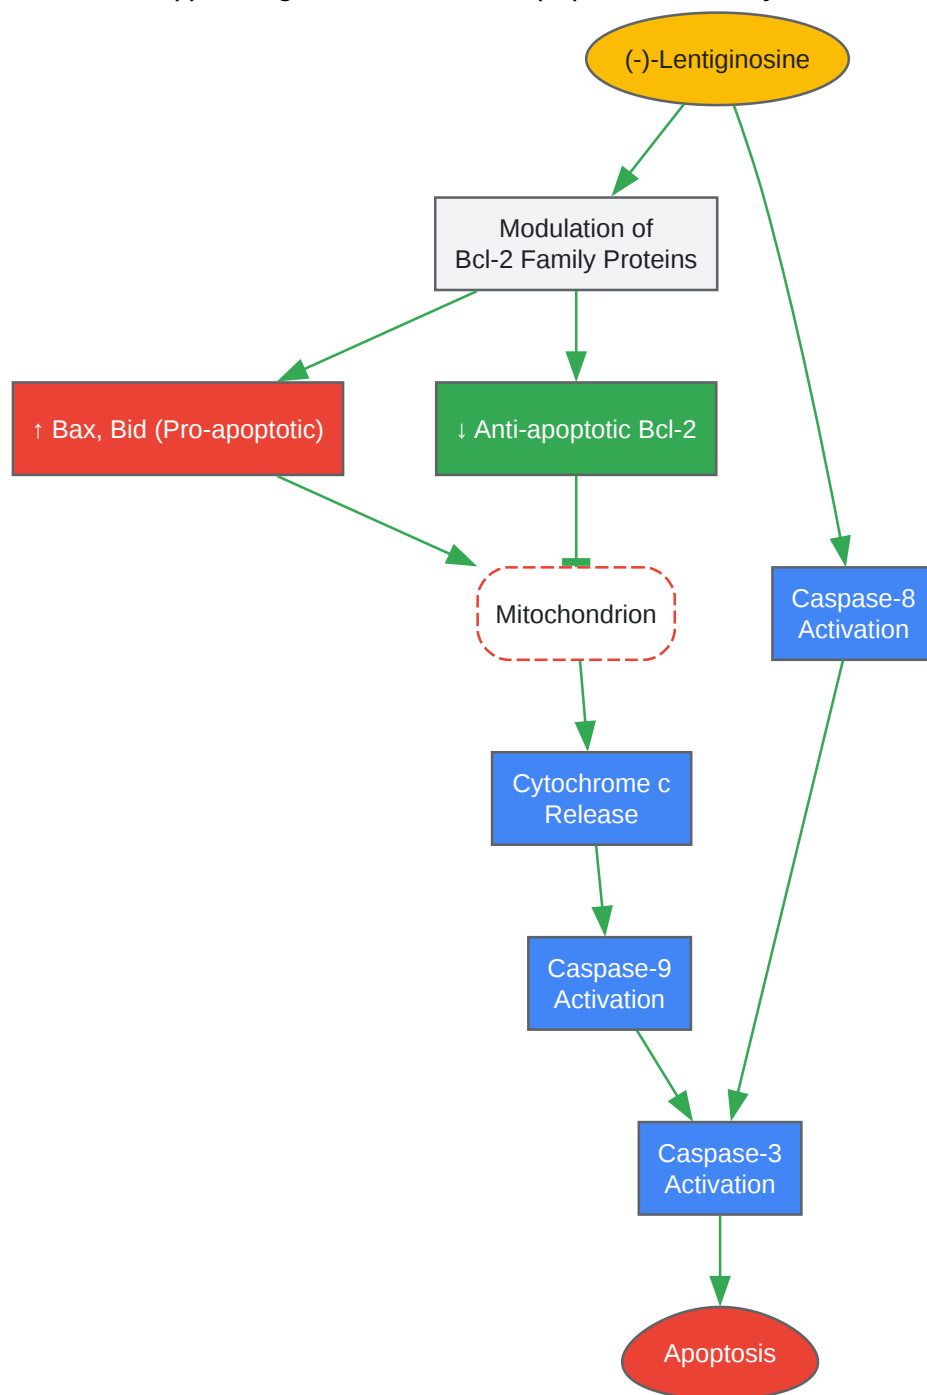 (-)-Lentiginosine
Modulation of
Bcl-2 Family Proteins
↑ Bax, Bid (Pro-apoptotic)
↓ Anti-apoptotic Bcl-2
Mitochondrion
Caspase-8
Activation
Cytochrome c
Release
Caspase-9
Activation
Caspase-3
Activation
Apoptosis